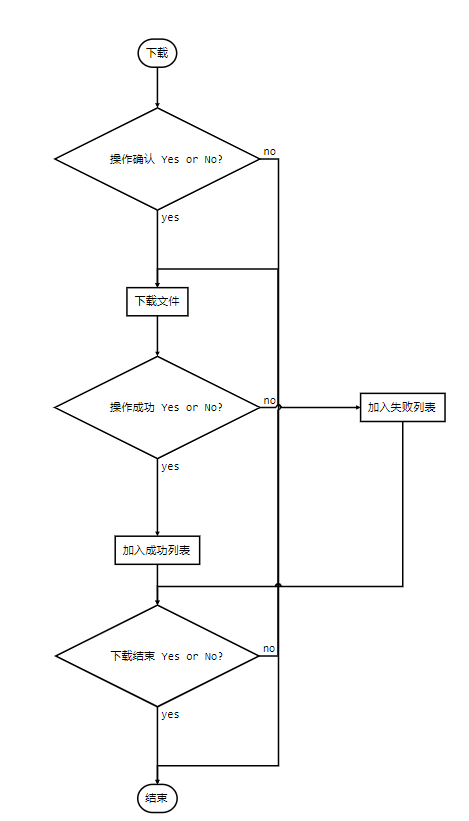 下载
操作确认 Yes or No?
no
yes
下载文件
操作成功 Yes or No?
no
加入失败列表
yes
加入成功列表
下载结束 Yes or No?
no
yes
结束